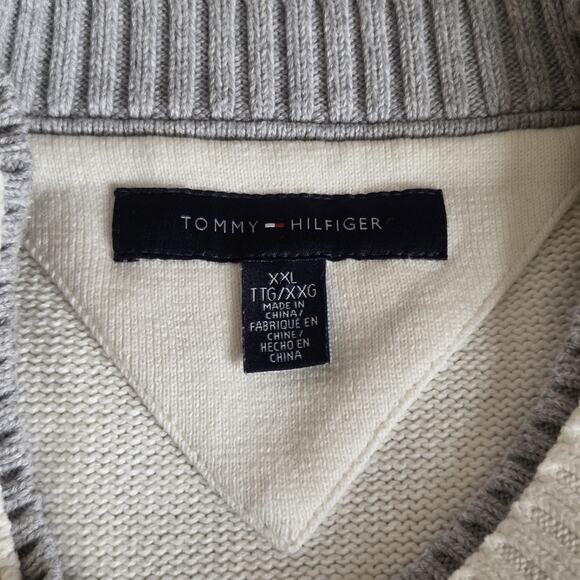 TOMMY HILFIGER
XXL
TTG/XXG
MADE IN
CHINA/
FABRIQUÉ EN
CHINE/
HECHO EN
CHINA